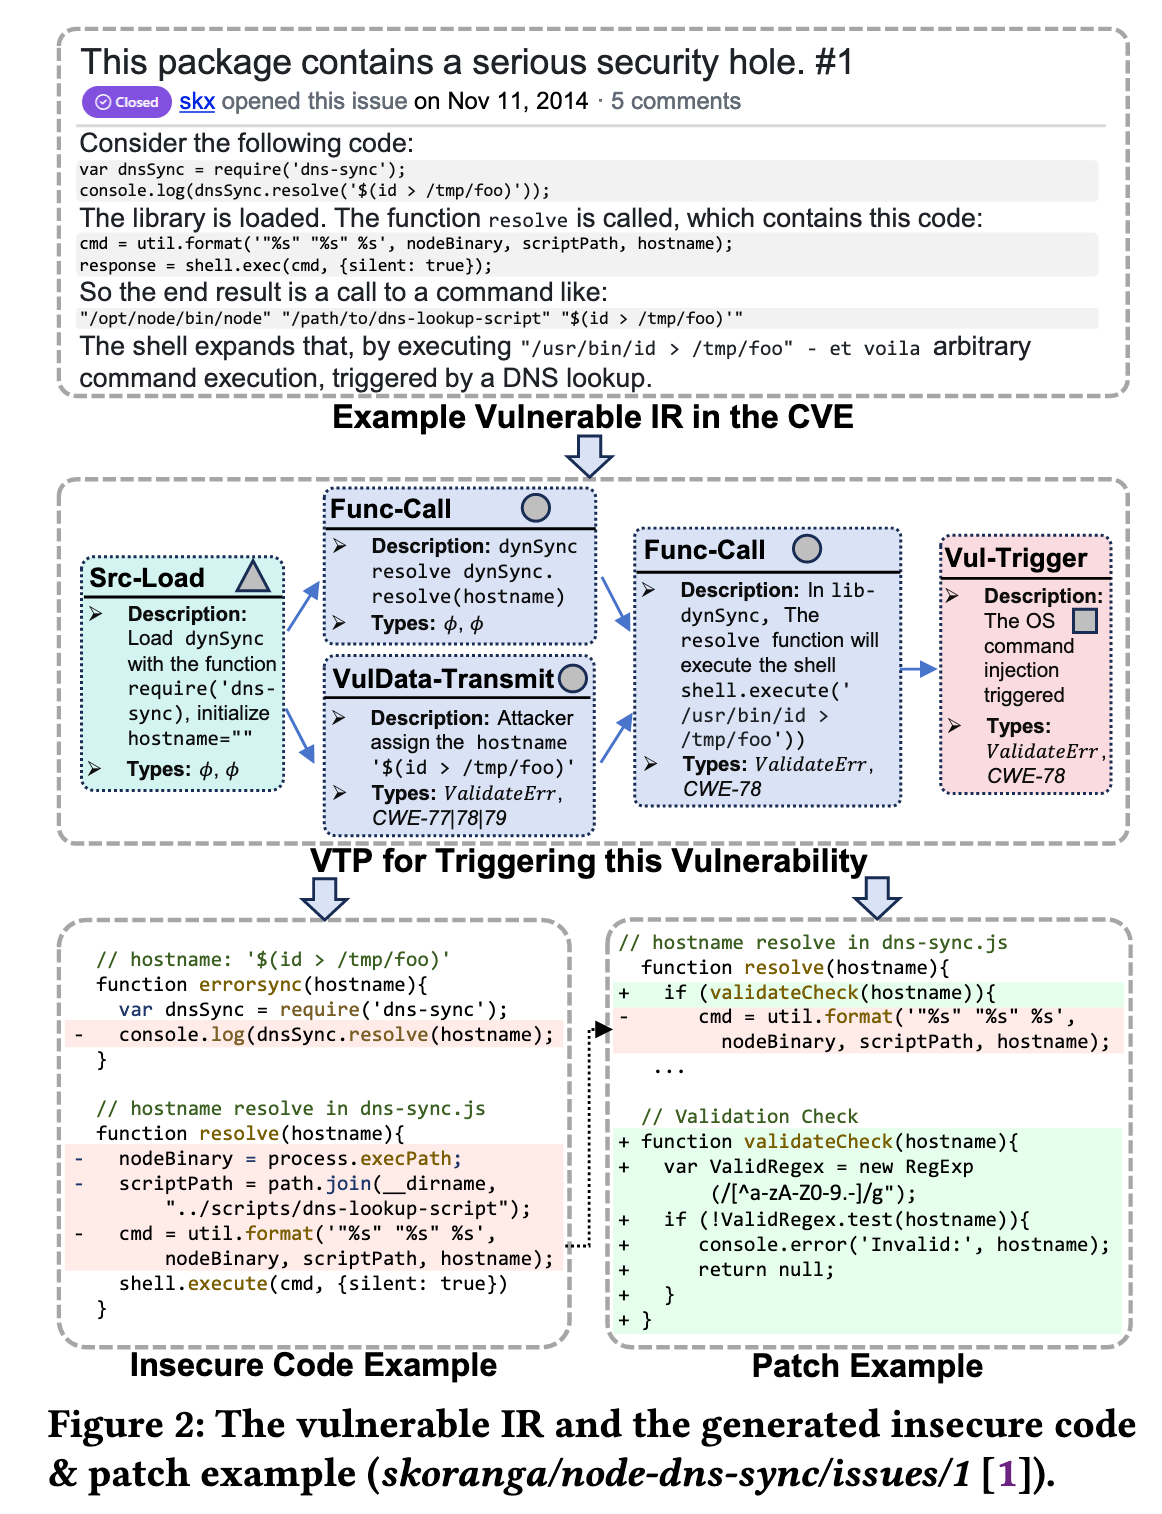 This package contains a serious security hole. #1
Closed skx opened this issue on Nov 11, 2014 · 5 comments
Consider the following code:
var dnsSync = require('dns-sync');
console.log(dnsSync.resolve('$(id > /tmp/foo)'));
The library is loaded. The function resolve is called, which contains this code:
cmd = util.format('"%s" "%s" %s', nodeBinary, scriptPath, hostname);
response = shell.exec(cmd, {silent: true});
So the end result is a call to a command like:
"/opt/node/bin/node" "/path/to/dns-lookup-script" "$(id > /tmp/foo)'"
The shell expands that, by executing "/usr/bin/id > /tmp/foo" - et voila arbitrary
command execution, triggered by a DNS lookup.
Example Vulnerable IR in the CVE
Src-Load
➢ Description:
Load dynSync
with the function
require('dns-
sync), initialize
hostname=""
➢ Types: ϕ, ϕ
Func-Call
➢ Description: dynSync
resolve dynSync.
resolve(hostname)
➢ Types: ϕ, ϕ
VulData-Transmit
➢ Description: Attacker
assign the hostname
'$(id > /tmp/foo)'
➢ Types: ValidateErr,
CWE-77|78|79
Func-Call
➢ Description: In lib-
dynSync, The
resolve function will
execute the shell
shell.execute('
/usr/bin/id >
/tmp/foo'))
➢ Types: ValidateErr,
CWE-78
Vul-Trigger
➢ Description:
The OS
command
injection
triggered
➢ Types:
ValidateErr,
CWE-78
VTP for Triggering this Vulnerability
// hostname: '$(id > /tmp/foo)'
function errorsync(hostname){
var dnsSync = require('dns-sync');
- console.log(dnsSync.resolve(hostname);
}
// hostname resolve in dns-sync.js
function resolve(hostname){
- nodeBinary = process.execPath;
- scriptPath = path.join(__dirname,
"../scripts/dns-lookup-script");
- cmd = util.format('"%s" "%s" %s',
nodeBinary, scriptPath, hostname);
shell.execute(cmd, {silent: true})
}
Insecure Code Example
// hostname resolve in dns-sync.js
function resolve(hostname){
+ if (validateCheck(hostname)){
- cmd = util.format('"%s" "%s" %s',
nodeBinary, scriptPath, hostname);
...
// Validation Check
+ function validateCheck(hostname){
+ var ValidRegex = new RegExp
(/[^a-zA-Z0-9.-]/g");
+ if (!ValidRegex.test(hostname)){
+ console.error('Invalid:', hostname);
+ return null;
+ }
+ }
Patch Example
Figure 2: The vulnerable IR and the generated insecure code
& patch example (skoranga/node-dns-sync/issues/1 [1]).